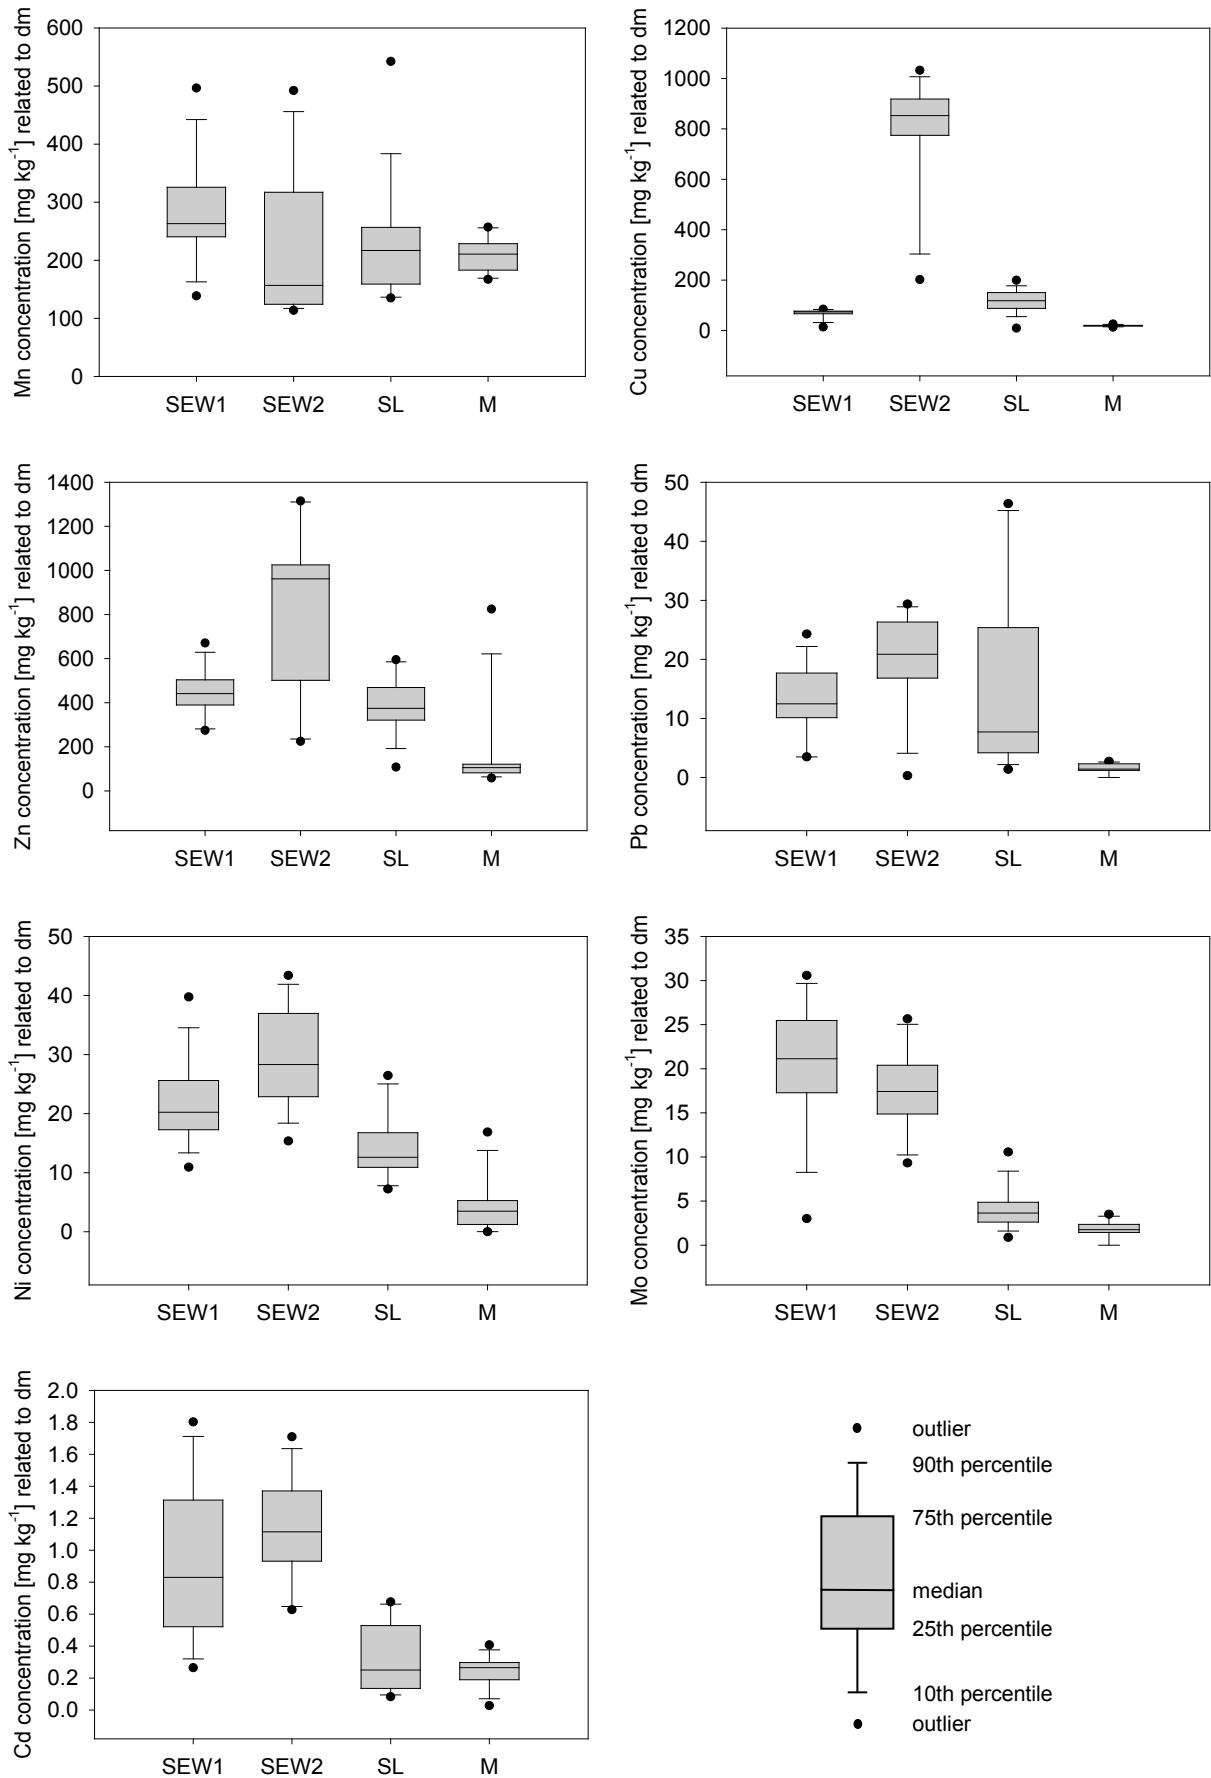 Mn concentration [mg kg⁻¹] related to dm
600
500
400
300
200
100
0
SEW1 SEW2 SL M
Cu concentration [mg kg⁻¹] related to dm
1200
1000
800
600
400
200
0
SEW1 SEW2 SL M
Zn concentration [mg kg⁻¹] related to dm
1400
1200
1000
800
600
400
200
0
SEW1 SEW2 SL M
Pb concentration [mg kg⁻¹] related to dm
50
40
30
20
10
0
SEW1 SEW2 SL M
Ni concentration [mg kg⁻¹] related to dm
50
40
30
20
10
0
SEW1 SEW2 SL M
Mo concentration [mg kg⁻¹] related to dm
35
30
25
20
15
10
5
0
SEW1 SEW2 SL M
Cd concentration [mg kg⁻¹] related to dm
2.0
1.8
1.6
1.4
1.2
1.0
0.8
0.6
0.4
0.2
0.0
SEW1 SEW2 SL M
outlier
90th percentile
75th percentile
median
25th percentile
10th percentile
outlier